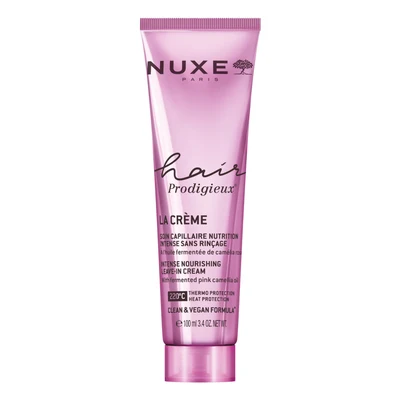 NUXE
PARIS
hair
Prodigieux®
LA CRÈME
SOIN CAPILLAIRE NUTRITION
INTENSE SANS RINÇAGE
À l'huile fermentée de camélia rose
INTENSE NOURISHING
LEAVE-IN CREAM
With fermented pink camellia oil
220°C THERMO PROTECTION
HEAT PROTECTION
CLEAN & VEGAN FORMULA*
e 100 ml 3.4 OZ. NET WT.